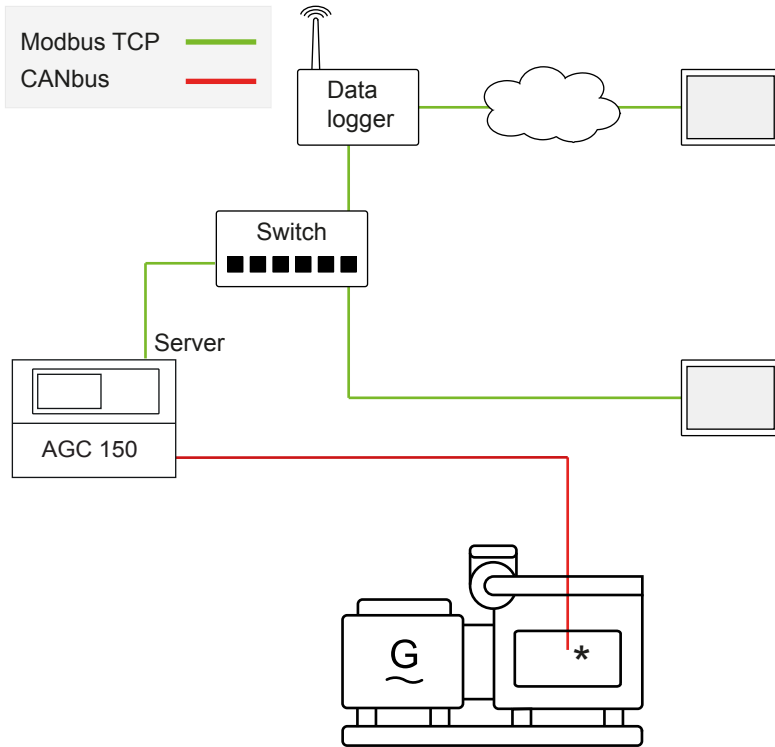 Modbus TCP
CANbus
Data
logger
Switch
Server
AGC 150
G
*